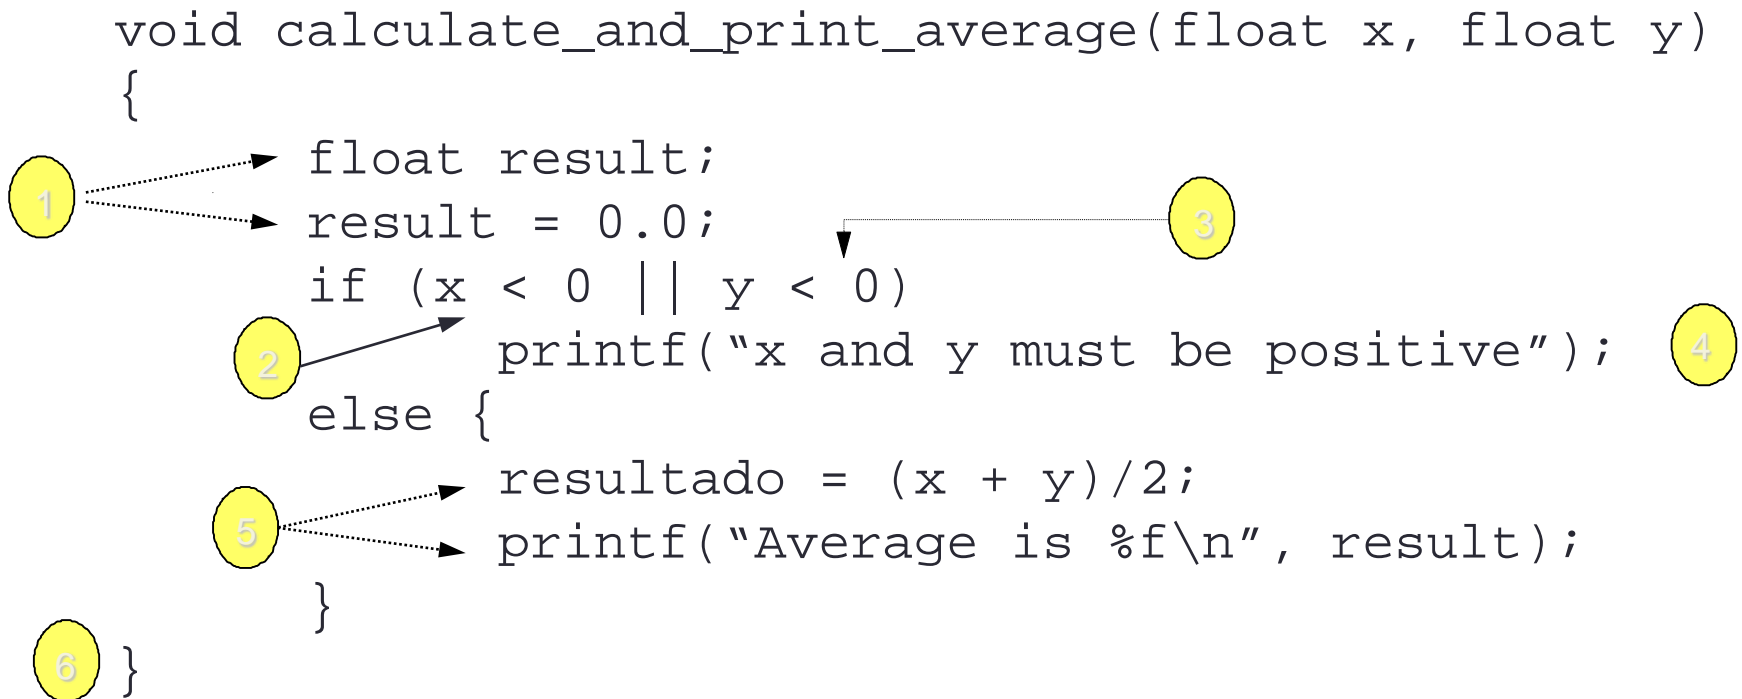 void calculate_and_print_average(float x, float y)
{
float result;
1
result = 0.0;
3
if (x < 0 || y < 0)
2
printf(“x and y must be positive”);
4
else {
resultado = (x + y)/2;
5
printf(“Average is %f\n”, result);
}
6 }